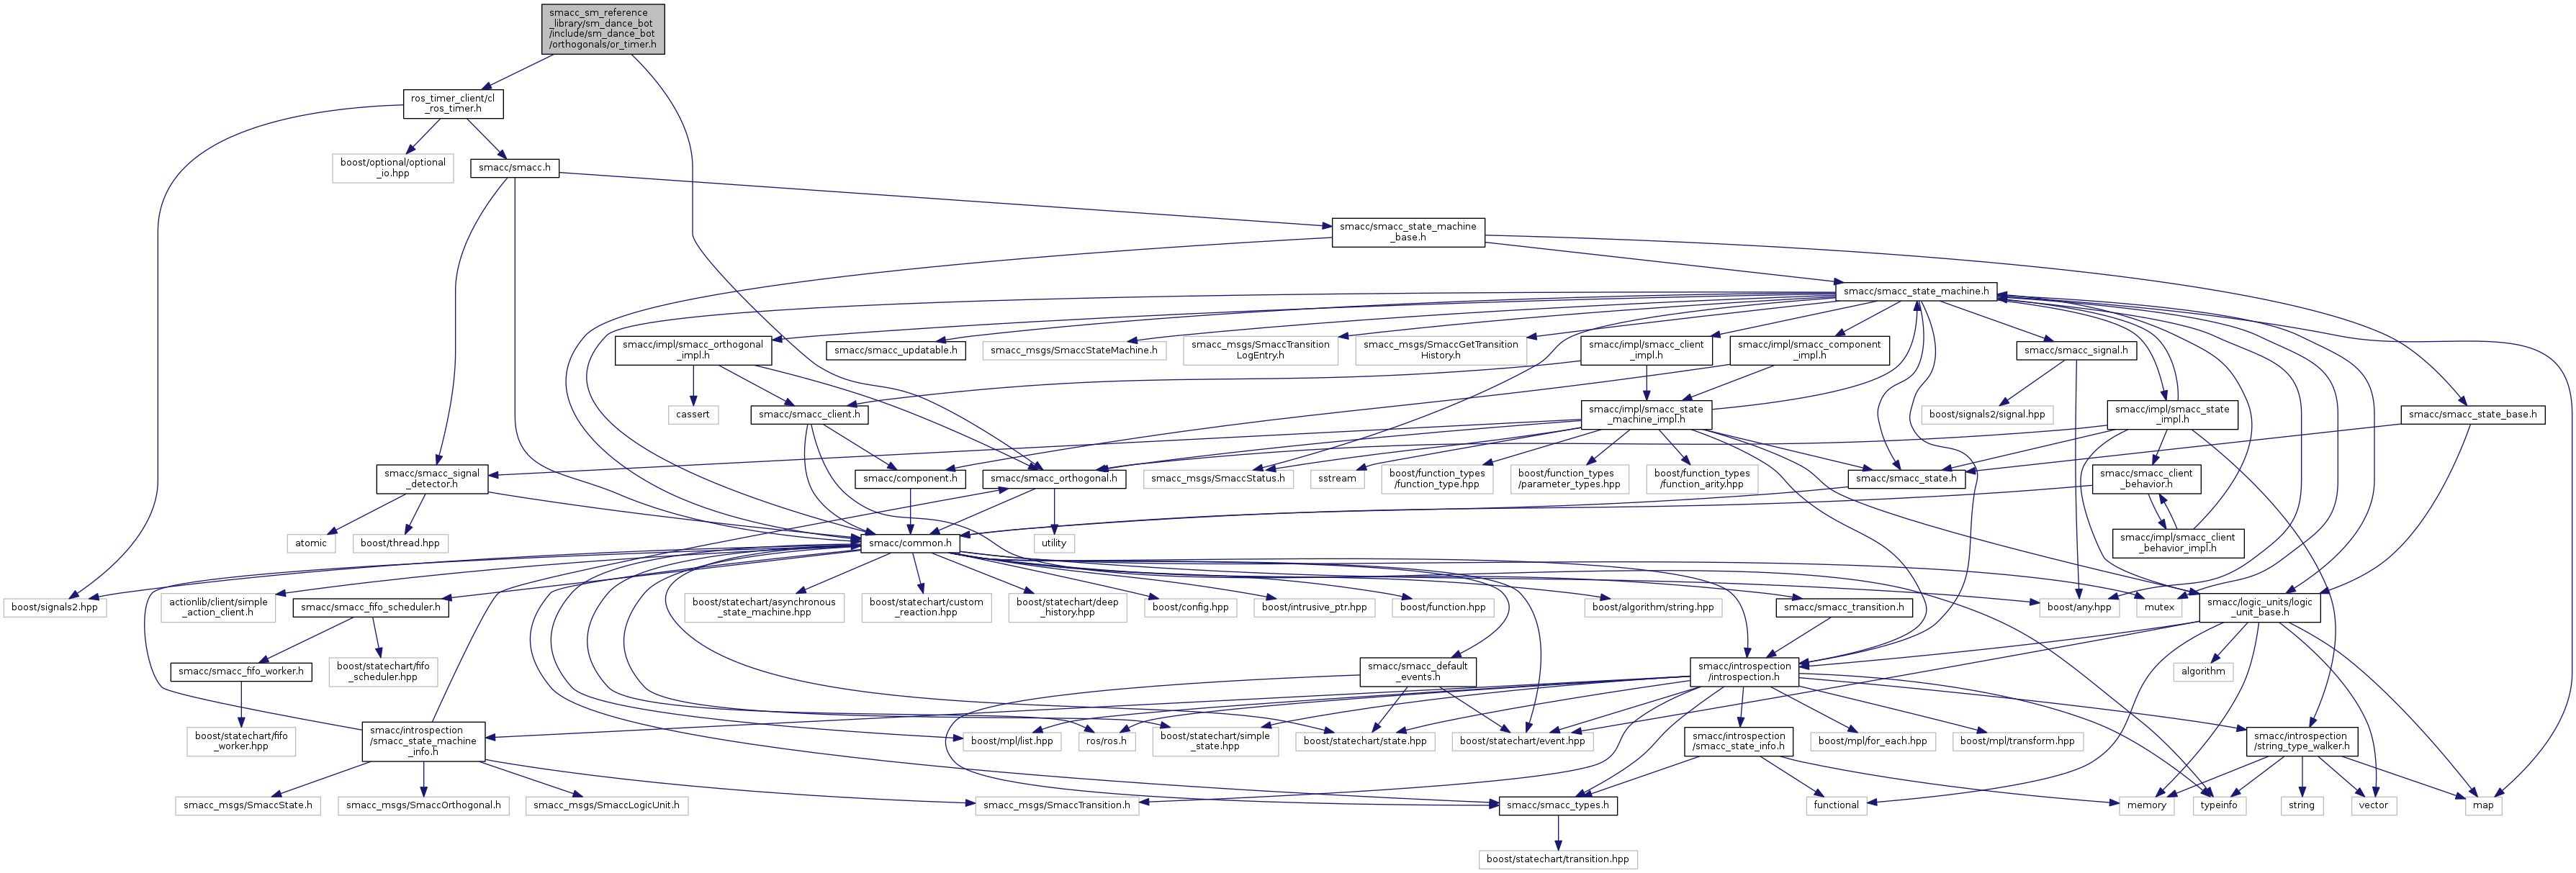 smacc_sm_reference
_library/sm_dance_bot
/include/sm_dance_bot
/orthogonals/or_timer.h
ros_timer_client/cl
_ros_timer.h
boost/optional/optional
_io.hpp
smacc/smacc.h
smacc/smacc_state_machine
_base.h
smacc/smacc_state_machine.h
smacc/impl/smacc_orthogonal
_impl.h
smacc/smacc_updatable.h
smacc_msgs/SmaccStateMachine.h
smacc_msgs/SmaccTransition
LogEntry.h
smacc_msgs/SmaccGetTransition
History.h
smacc/impl/smacc_client
_impl.h
smacc/impl/smacc_component
_impl.h
smacc/smacc_signal.h
cassert
smacc/smacc_client.h
smacc/impl/smacc_state
_machine_impl.h
boost/signals2/signal.hpp
smacc/impl/smacc_state
_impl.h
smacc/smacc_state_base.h
smacc/smacc_signal
_detector.h
smacc/component.h
smacc/smacc_orthogonal.h
smacc_msgs/SmaccStatus.h
sstream
boost/function_types
/function_type.hpp
boost/function_types
/parameter_types.hpp
boost/function_types
/function_arity.hpp
smacc/smacc_state.h
smacc/smacc_client
_behavior.h
atomic
boost/thread.hpp
smacc/common.h
utility
smacc/impl/smacc_client
_behavior_impl.h
boost/signals2.hpp
actionlib/client/simple
_action_client.h
smacc/smacc_fifo_scheduler.h
boost/statechart/asynchronous
_state_machine.hpp
boost/statechart/custom
_reaction.hpp
boost/statechart/deep
_history.hpp
boost/config.hpp
boost/intrusive_ptr.hpp
boost/function.hpp
boost/algorithm/string.hpp
smacc/smacc_transition.h
boost/any.hpp
mutex
smacc/logic_units/logic
_unit_base.h
smacc/smacc_fifo_worker.h
boost/statechart/fifo
_scheduler.hpp
smacc/smacc_default
_events.h
smacc/introspection
/introspection.h
algorithm
boost/statechart/fifo
_worker.hpp
smacc/introspection
/smacc_state_machine
_info.h
boost/mpl/list.hpp
ros/ros.h
boost/statechart/simple
_state.hpp
boost/statechart/state.hpp
boost/statechart/event.hpp
smacc/introspection
/smacc_state_info.h
boost/mpl/for_each.hpp
boost/mpl/transform.hpp
smacc/introspection
/string_type_walker.h
smacc_msgs/SmaccState.h
smacc_msgs/SmaccOrthogonal.h
smacc_msgs/SmaccLogicUnit.h
smacc_msgs/SmaccTransition.h
smacc/smacc_types.h
functional
memory
typeinfo
string
vector
map
boost/statechart/transition.hpp